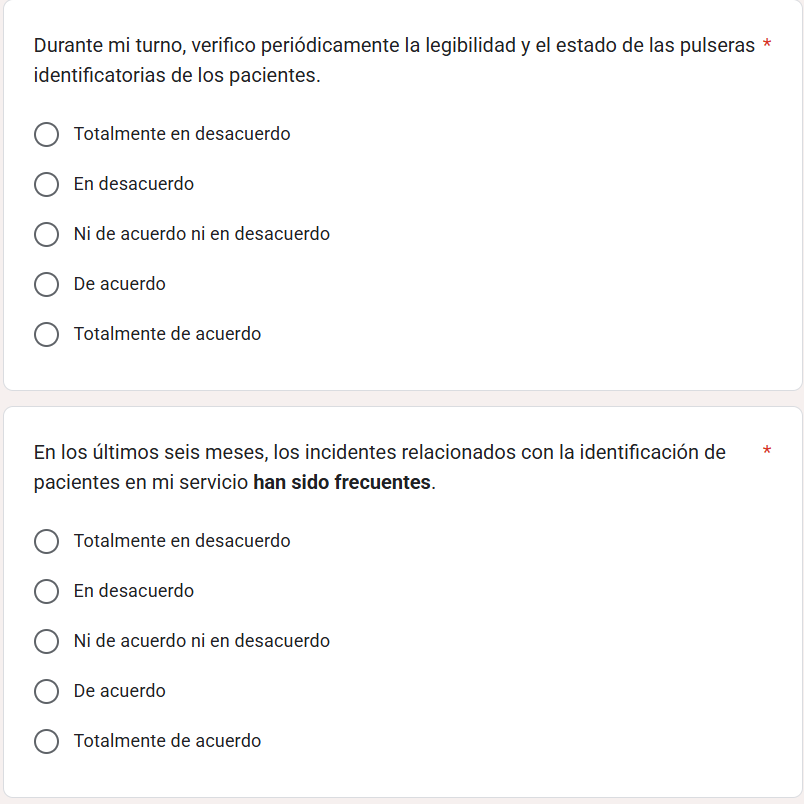 Durante mi turno, verifico periódicamente la legibilidad y el estado de las pulseras *
identificatorias de los pacientes.
Totalmente en desacuerdo
En desacuerdo
Ni de acuerdo ni en desacuerdo
De acuerdo
Totalmente de acuerdo
En los últimos seis meses, los incidentes relacionados con la identificación de *
pacientes en mi servicio han sido frecuentes.
Totalmente en desacuerdo
En desacuerdo
Ni de acuerdo ni en desacuerdo
De acuerdo
Totalmente de acuerdo